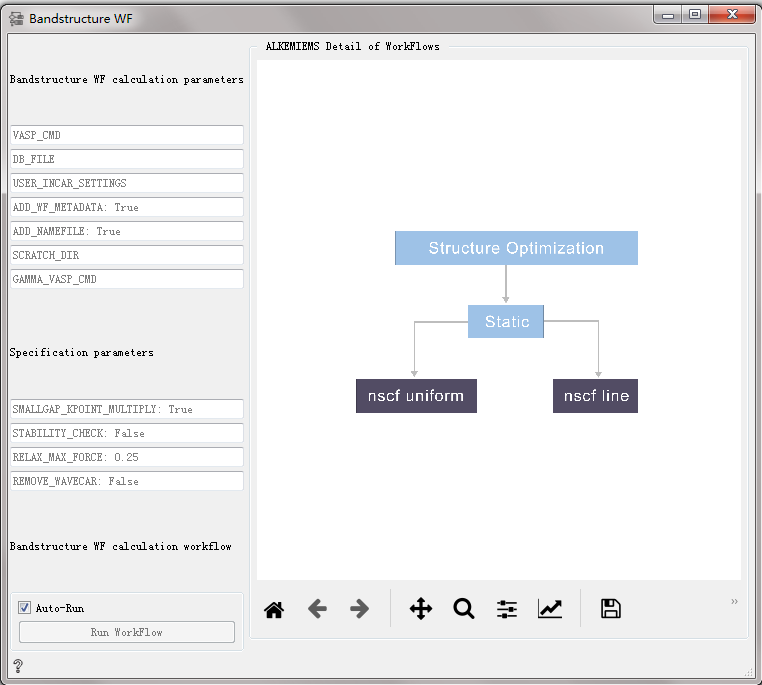 Bandstructure WF
Bandstructure WF calculation parameters
VASP_CMD
DB_FILE
USER_INCAR_SETTINGS
ADD_WF_METADATA: True
ADD_NAMEFILE: True
SCRATCH_DIR
GAMMA_VASP_CMD
Specification parameters
SMALLGAP_KPOINT_MULTIPLY: True
STABILITY_CHECK: False
RELAX_MAX_FORCE: 0.25
REMOVE_WAVECAR: False
Bandstructure WF calculation workflow
Auto-Run
Run WorkFlow
?
ALKEMIEMS Detail of WorkFlows
Structure Optimization
Static
nscf uniform
nscf line
»